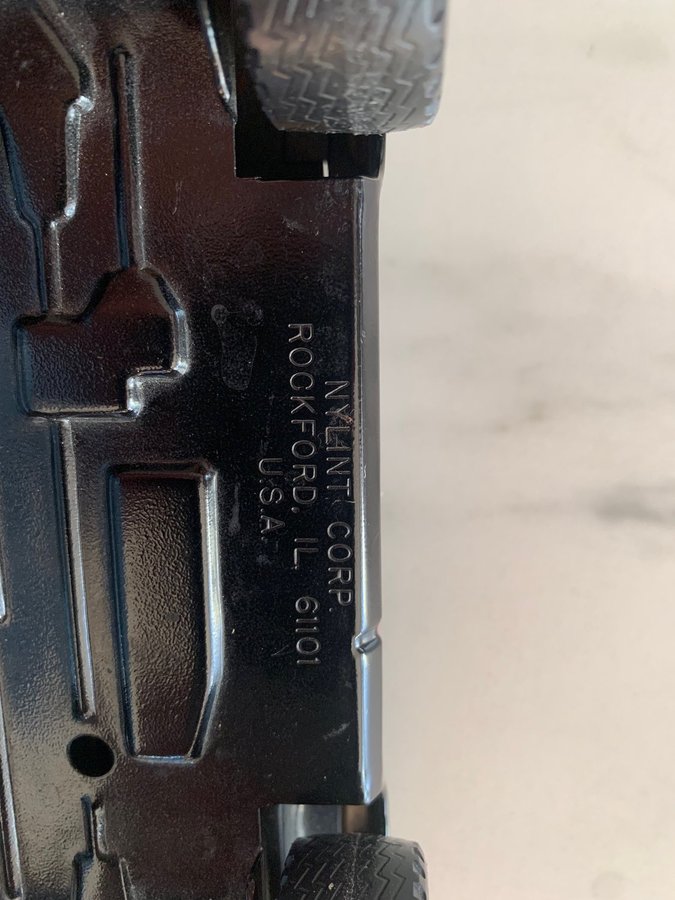 NYLINT CORP.
ROCKFORD, IL. 61101
U.S.A.